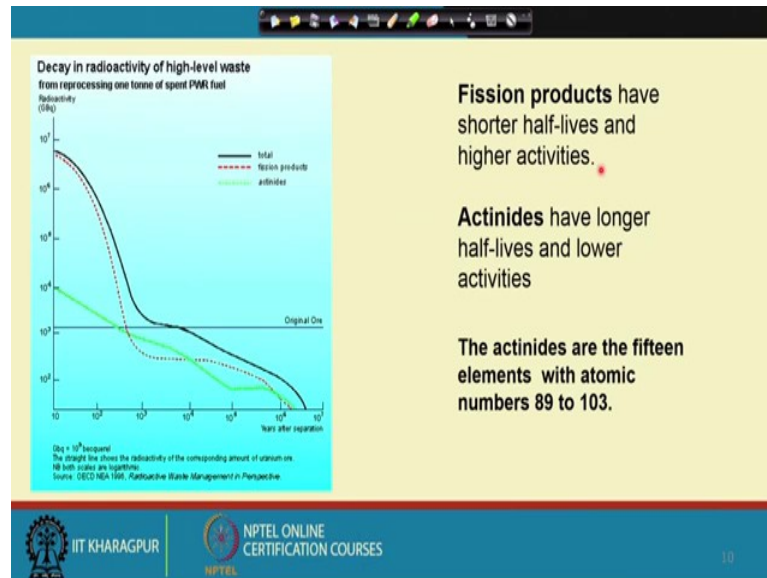 Decay in radioactivity of high-level waste
from reprocessing one tonne of spent PWR fuel
Radioactivity
(GBq)
10⁷
10⁶
10⁵
10⁴
10³
10²
total
fission products
actinides
Original Ore
10 10² 10³ 10⁴ 10⁵ 10⁶ 10⁷
Years after separation
Gbq = 10⁹ becquerel
The straight line shows the radioactivity of the corresponding amount of uranium ore.
NB both scales are logarithmic
Source: OECD NEA 1996, Radioactive Waste Management in Perspective.
Fission products have
shorter half-lives and
higher activities.
Actinides have longer
half-lives and lower
activities
The actinides are the fifteen
elements with atomic
numbers 89 to 103.
IIT KHARAGPUR
NPTEL
NPTEL ONLINE
CERTIFICATION COURSES
10